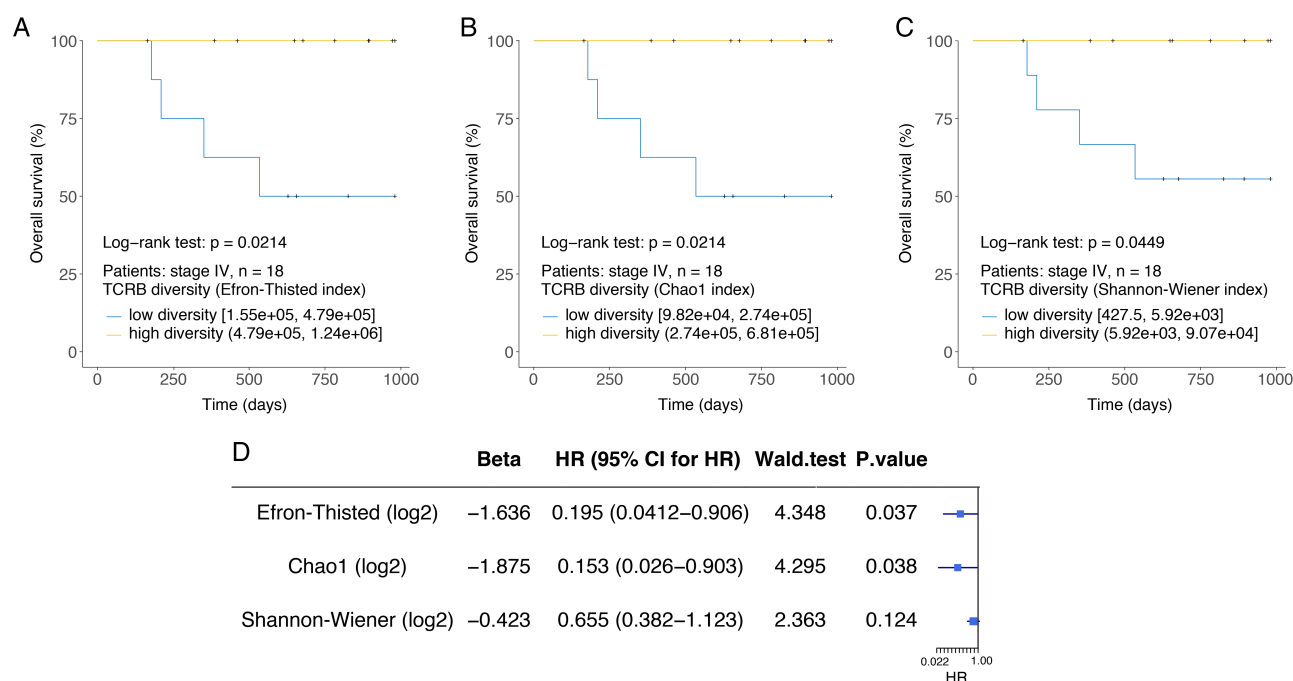 A
100
75
50
25
0
Overall survival (%)
Log−rank test: p = 0.0214
Patients: stage IV, n = 18
TCRB diversity (Efron-Thisted index)
low diversity [1.55e+05, 4.79e+05]
high diversity (4.79e+05, 1.24e+06]
0 250 500 750 1000
Time (days)
B
100
75
50
25
0
Overall survival (%)
Log−rank test: p = 0.0214
Patients: stage IV, n = 18
TCRB diversity (Chao1 index)
low diversity [9.82e+04, 2.74e+05]
high diversity (2.74e+05, 6.81e+05]
0 250 500 750 1000
Time (days)
C
100
75
50
25
0
Overall survival (%)
Log−rank test: p = 0.0449
Patients: stage IV, n = 18
TCRB diversity (Shannon-Wiener index)
low diversity [427.5, 5.92e+03]
high diversity (5.92e+03, 9.07e+04]
0 250 500 750 1000
Time (days)
D
Beta HR (95% CI for HR) Wald.test P.value
Efron-Thisted (log2) −1.636 0.195 (0.0412−0.906) 4.348 0.037
Chao1 (log2) −1.875 0.153 (0.026−0.903) 4.295 0.038
Shannon-Wiener (log2) −0.423 0.655 (0.382−1.123) 2.363 0.124
0.022 1.00
HR